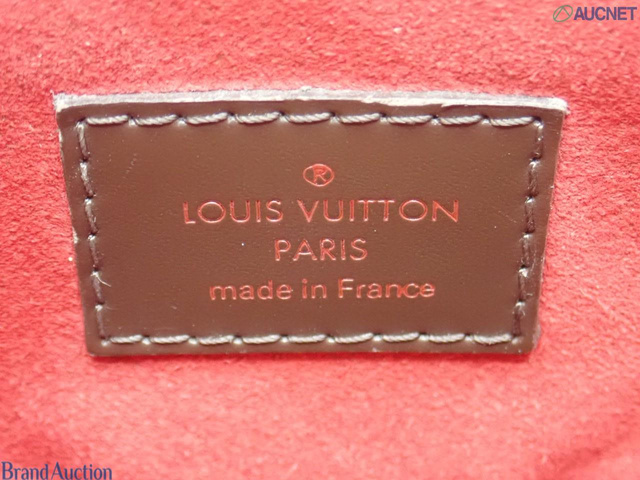 AUCNET
®
LOUIS VUITTON
PARIS
made in France
Brand Auction